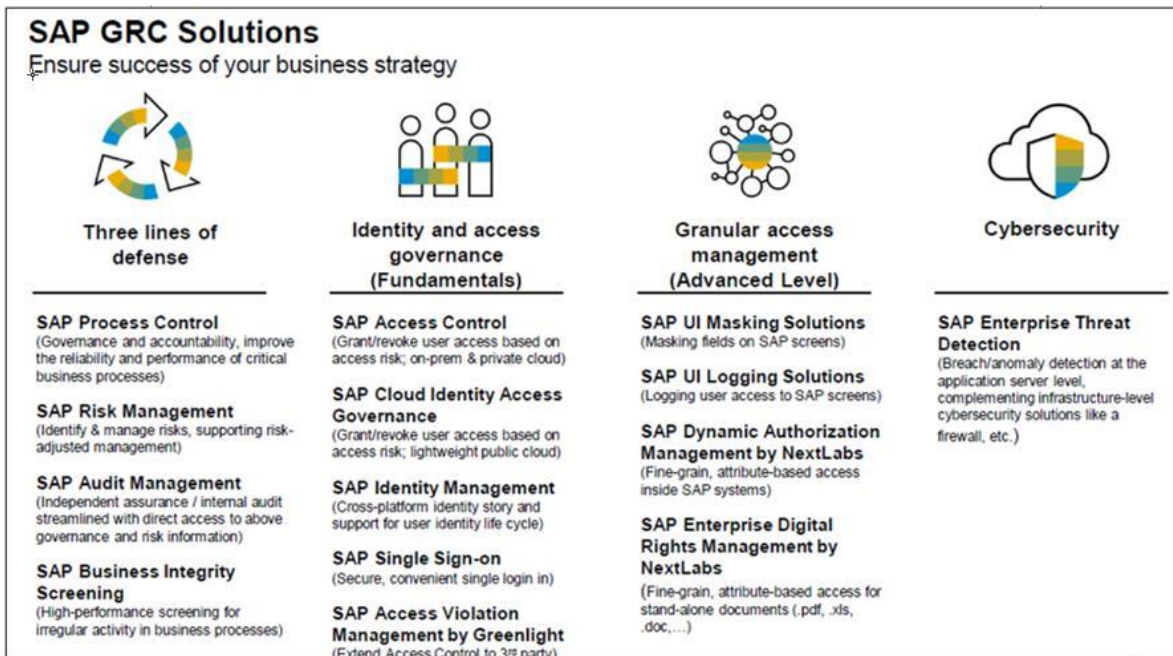 SAP GRC Solutions
Ensure success of your business strategy
Three lines of
defense
SAP Process Control
(Governance and accountability, improve
the reliability and performance of critical
business processes)
SAP Risk Management
(Identify & manage risks, supporting risk-
adjusted management)
SAP Audit Management
(Independent assurance / internal audit
streamlined with direct access to above
governance and risk information)
SAP Business Integrity
Screening
(High-performance screening for
irregular activity in business processes)
Identity and access
governance
(Fundamentals)
SAP Access Control
(Grant/revoke user access based on
access risk; on-prem & private cloud)
SAP Cloud Identity Access
Governance
(Grant/revoke user access based on
access risk; lightweight public cloud)
SAP Identity Management
(Cross-platform identity story and
support for user identity life cycle)
SAP Single Sign-on
(Secure, convenient single login in)
SAP Access Violation
Management by Greenlight
(Extend Access Control to 3rd party)
Granular access
management
(Advanced Level)
SAP UI Masking Solutions
(Masking fields on SAP screens)
SAP UI Logging Solutions
(Logging user access to SAP screens)
SAP Dynamic Authorization
Management by NextLabs
(Fine-grain, attribute-based access
inside SAP systems)
SAP Enterprise Digital
Rights Management by
NextLabs
(Fine-grain, attribute-based access for
stand-alone documents (.pdf, .xls,
.doc,...)
Cybersecurity
SAP Enterprise Threat
Detection
(Breach/anomaly detection at the
application server level,
complementing infrastructure-level
cybersecurity solutions like a
firewall, etc.)